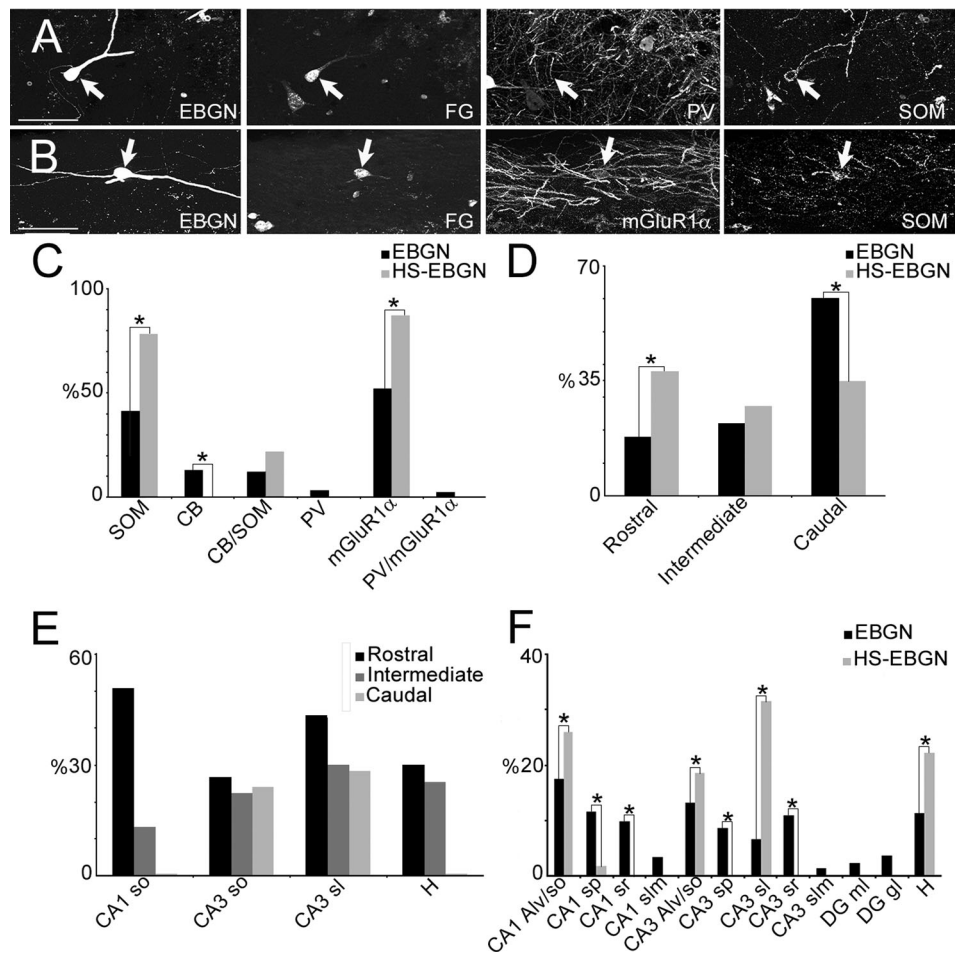 A
EBGN
FG
PV
SOM
B
EBGN
FG
mGluR1α
SOM
C
EBGN
HS-EBGN
100
%50
0
*
*
*
SOM
CB
CB/SOM
PV
mGluR1α
PV/mGluR1α
D
EBGN
HS-EBGN
70
%35
0
*
*
Rostral
Intermediate
Caudal
E
Rostral
Intermediate
Caudal
60
%30
0
CA1 so
CA3 so
CA3 sl
H
F
EBGN
HS-EBGN
40
%20
0
*
*
*
*
*
*
*
*
CA1 Alv/so
CA1 sp
CA1 sr
CA1 slm
CA3 Alv/so
CA3 sp
CA3 sl
CA3 sr
CA3 slm
DG ml
DG gl
H